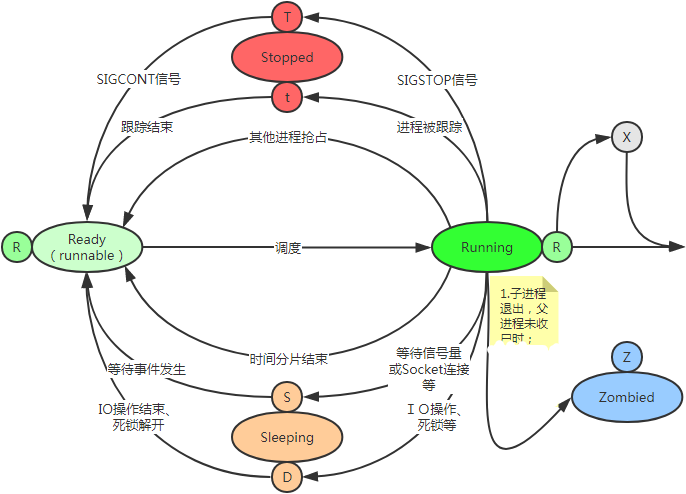 T
Stopped
SIGCONT信号
SIGSTOP信号
t
跟踪结束
进程被跟踪
其他进程抢占
X
R
Ready
（runnable）
调度
Running
R
1.子进程
退出，父
进程未收
尸时；
时间分片结束
等待信号量
或Socket连接
等
等待事件发生
Z
S
Zombied
IO操作结束、
死锁解开
ＩＯ操作、
死锁等
Sleeping
D